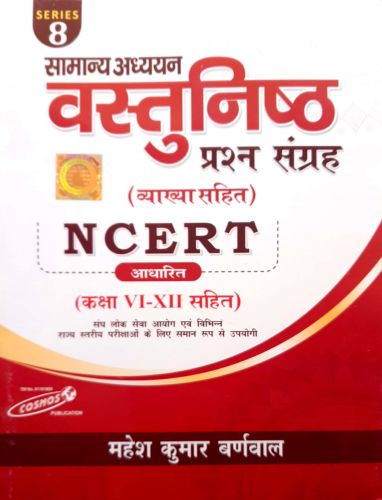 SERIES
8
सामान्य अध्ययन
वस्तुनिष्ठ
प्रश्न संग्रह
(व्याख्या सहित)
NCERT
आधारित
(कक्षा VI-XII सहित)
संघ लोक सेवा आयोग एवं विभिन्न
राज्य स्तरीय परीक्षाओं के लिए समान रूप से उपयोगी
COSMOS
PUBLICATION
महेश कुमार बर्णवाल